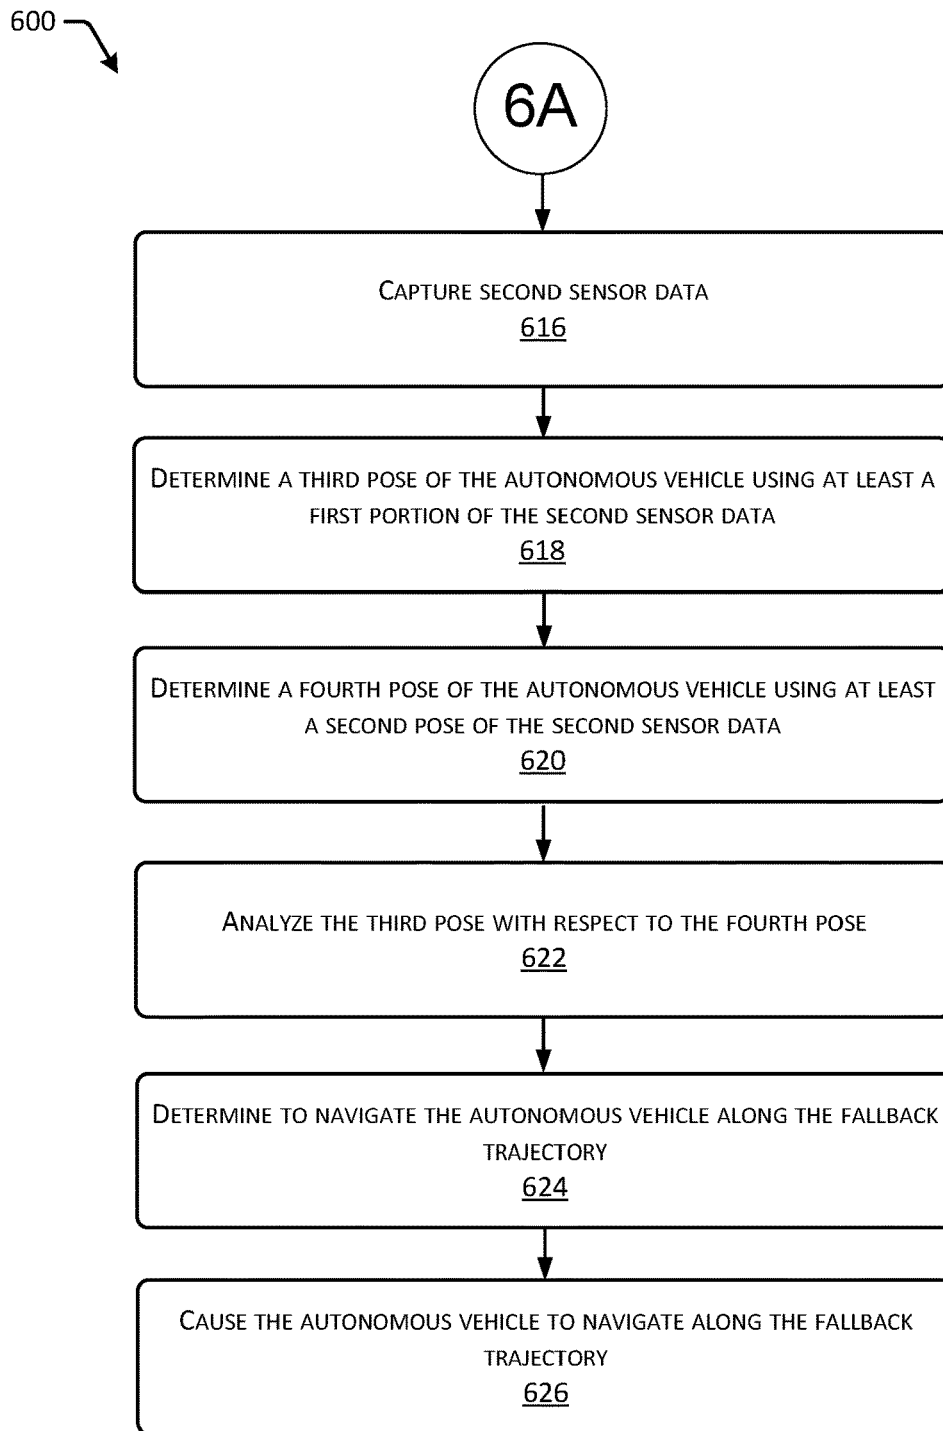 600
6A
CAPTURE SECOND SENSOR DATA
616
DETERMINE A THIRD POSE OF THE AUTONOMOUS VEHICLE USING AT LEAST A
FIRST PORTION OF THE SECOND SENSOR DATA
618
DETERMINE A FOURTH POSE OF THE AUTONOMOUS VEHICLE USING AT LEAST
A SECOND POSE OF THE SECOND SENSOR DATA
620
ANALYZE THE THIRD POSE WITH RESPECT TO THE FOURTH POSE
622
DETERMINE TO NAVIGATE THE AUTONOMOUS VEHICLE ALONG THE FALLBACK
TRAJECTORY
624
CAUSE THE AUTONOMOUS VEHICLE TO NAVIGATE ALONG THE FALLBACK
TRAJECTORY
626